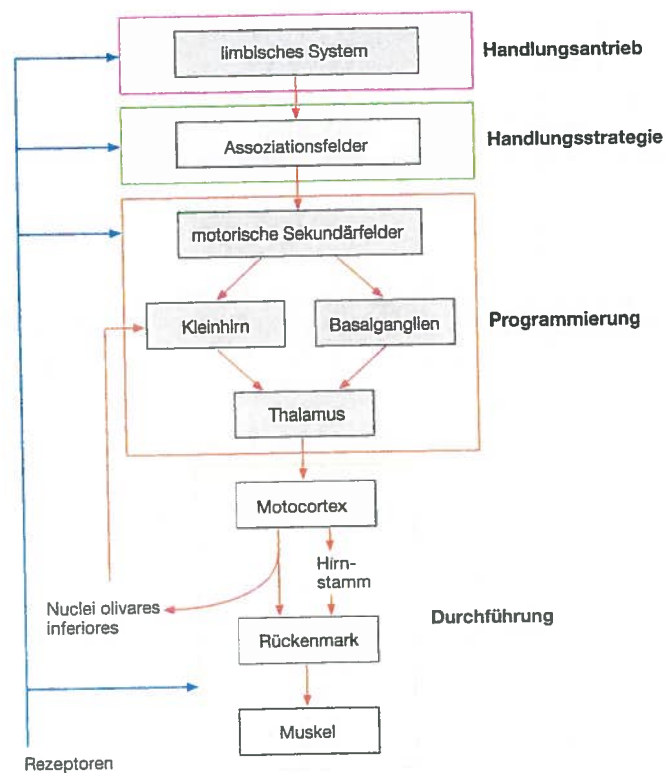 limbisches System
Handlungsantrieb
Assoziationsfelder
Handlungsstrategie
motorische Sekundärfelder
Kleinhirn
Basalganglien
Programmierung
Thalamus
Motocortex
Hirn-
stamm
Nuclei olivares
inferiores
Rückenmark
Durchführung
Muskel
Rezeptoren